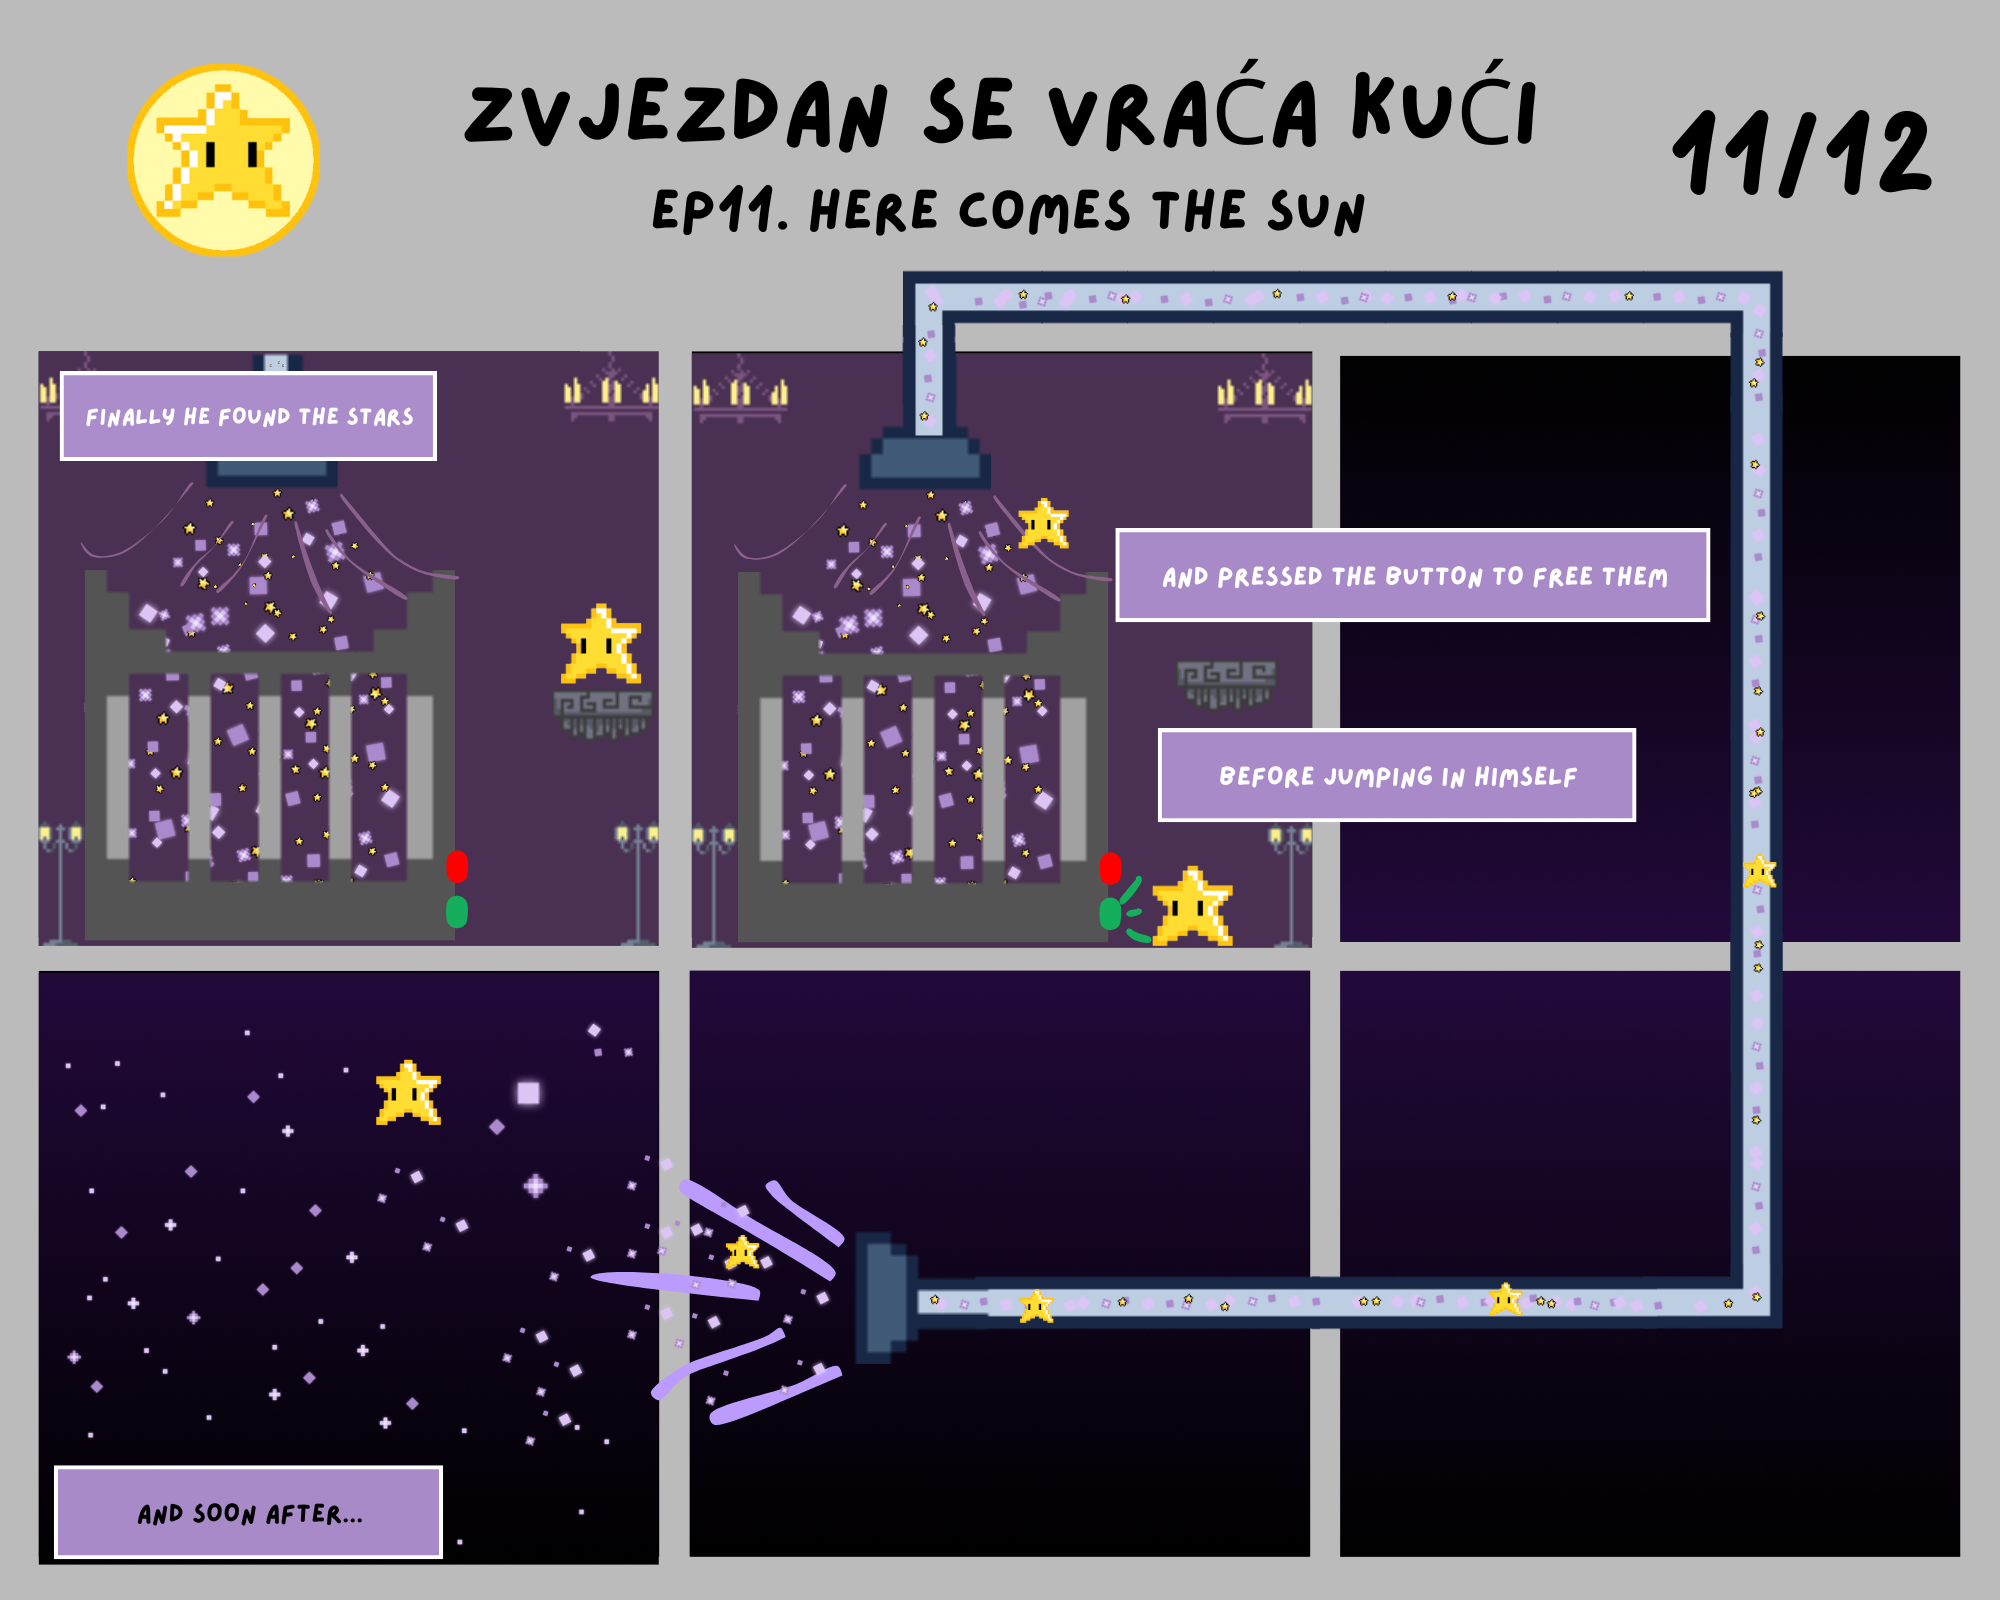 ZVJEZDAN SE VRAĆA KUĆI
11/12
EP11. HERE COMES THE SUN
FINALLY HE FOUND THE STARS
AND PRESSED THE BUTTON TO FREE THEM
BEFORE JUMPING IN HIMSELF
AND SOON AFTER...